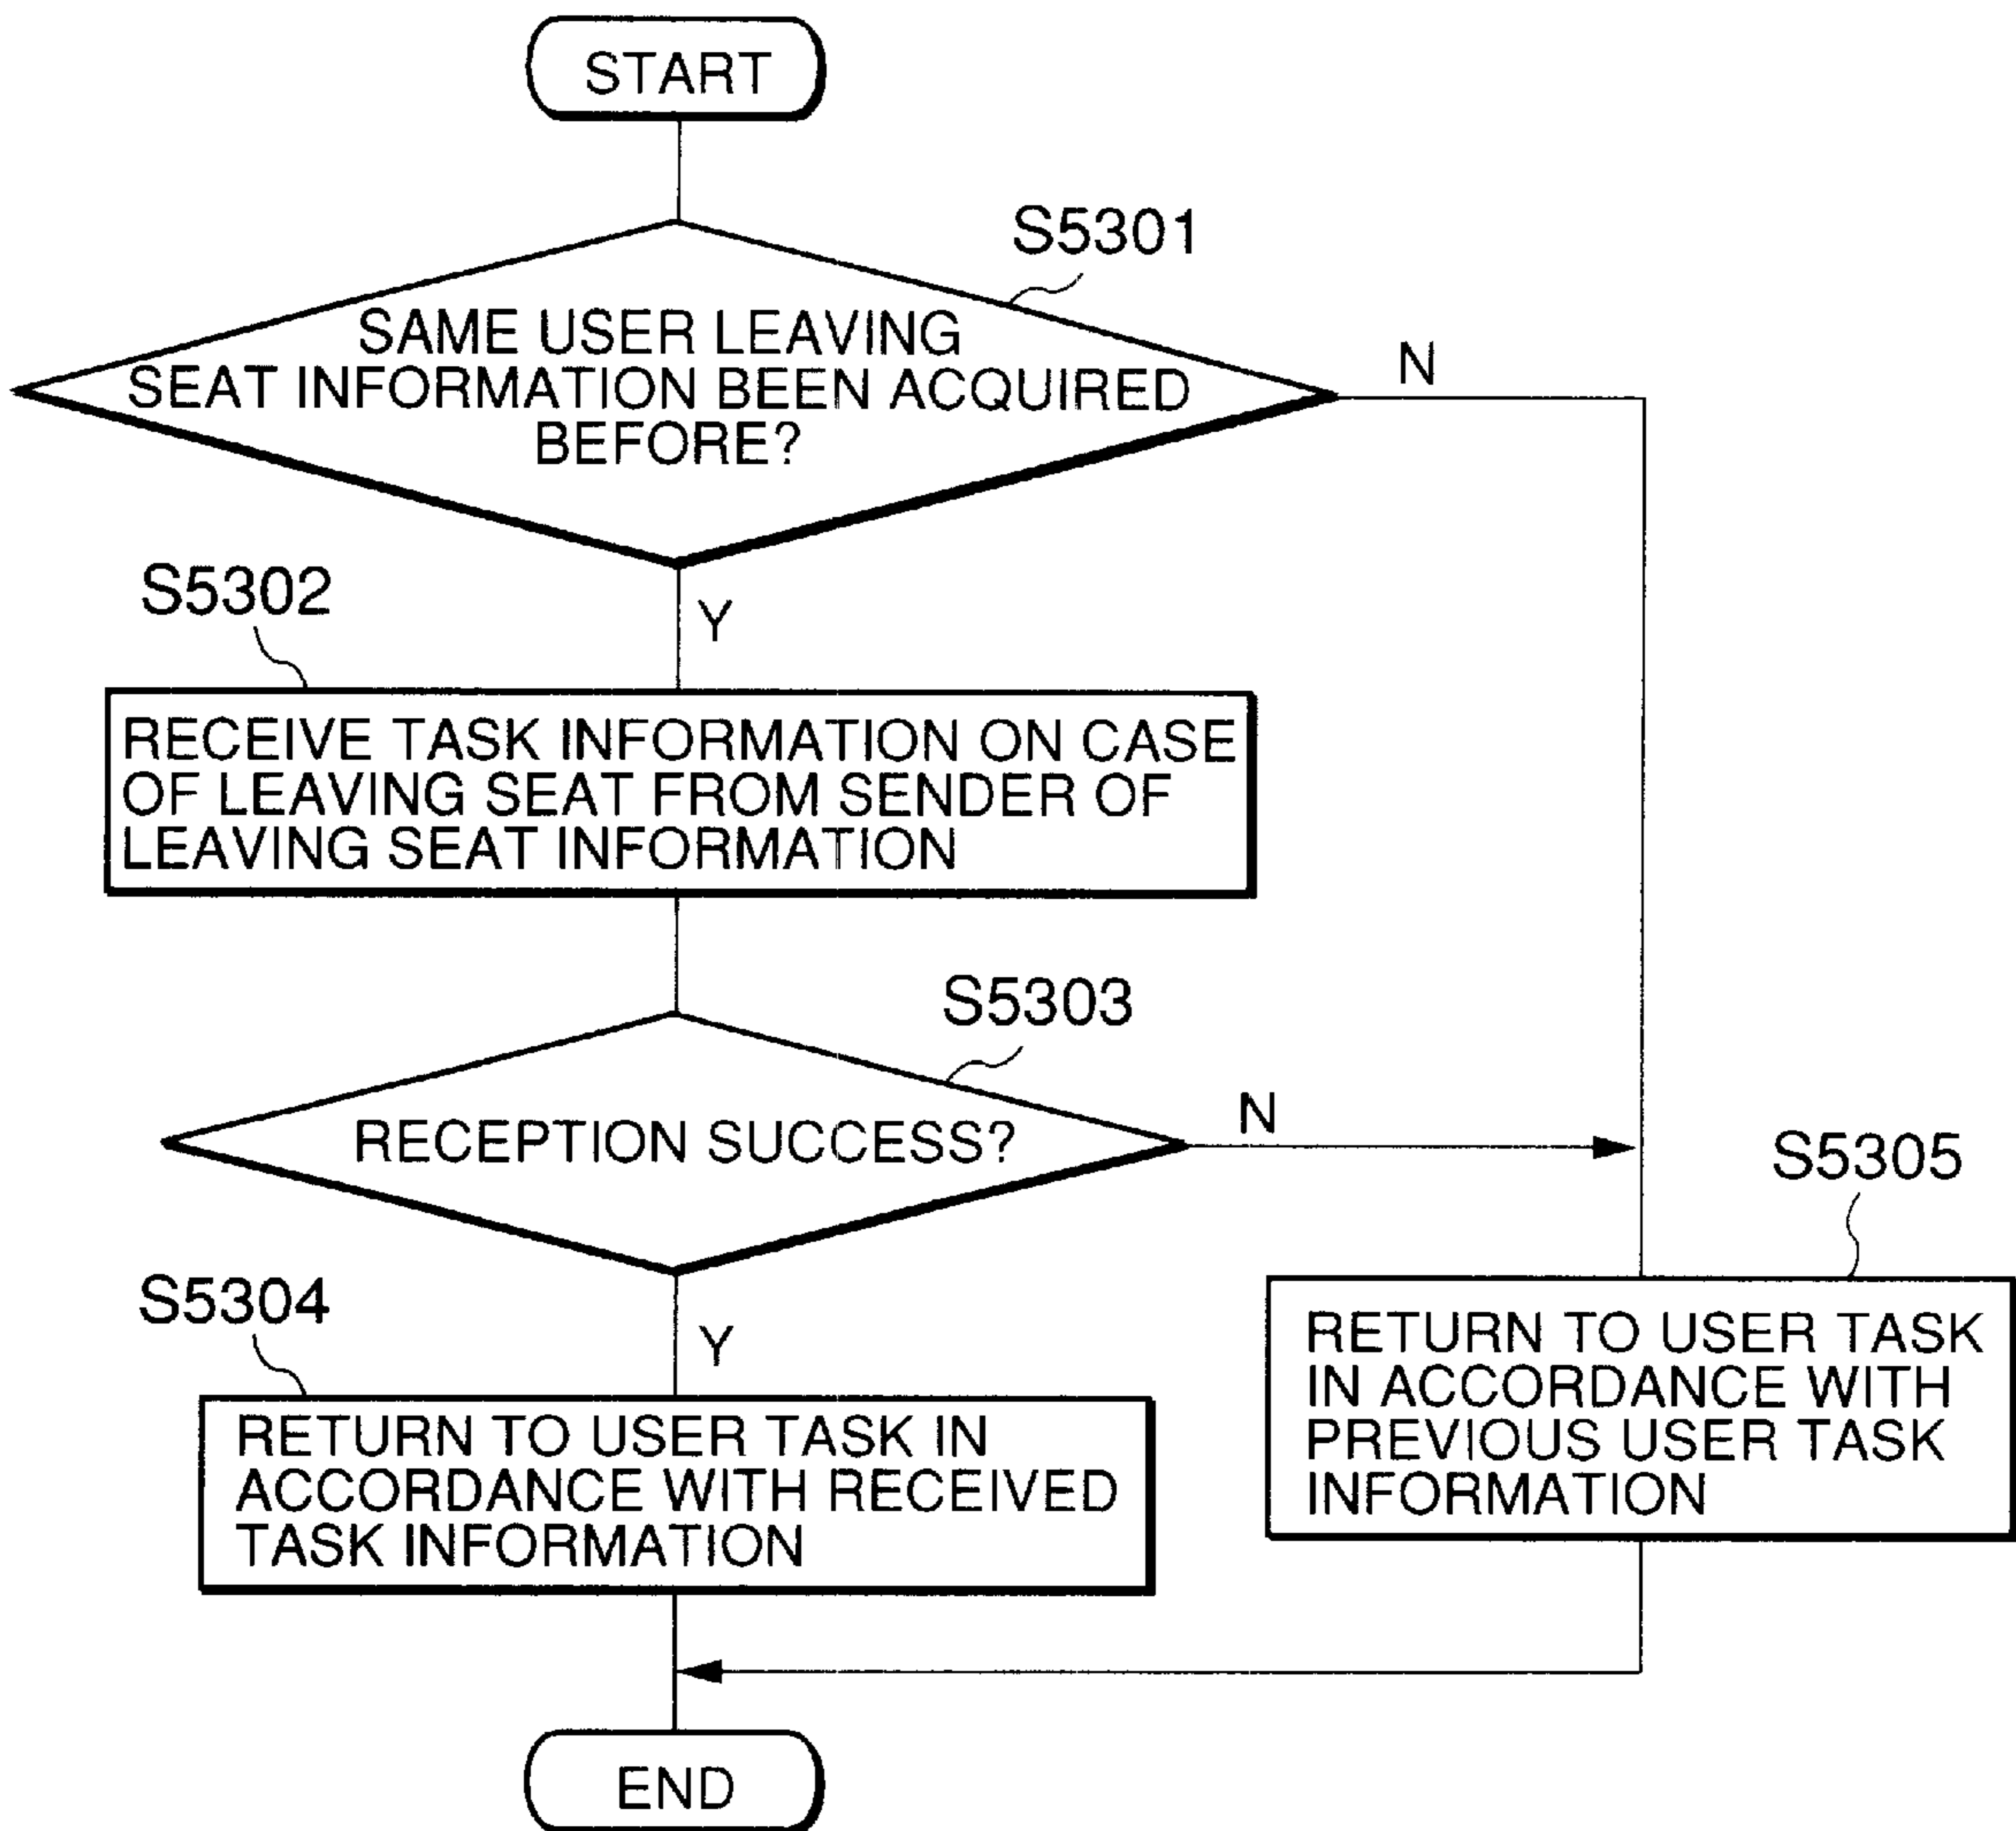 START
S5301
SAME USER LEAVING
SEAT INFORMATION BEEN ACQUIRED
BEFORE?
N
Y
S5302
RECEIVE TASK INFORMATION ON CASE
OF LEAVING SEAT FROM SENDER OF
LEAVING SEAT INFORMATION
S5303
RECEPTION SUCCESS?
N
Y
S5304
RETURN TO USER TASK IN
ACCORDANCE WITH RECEIVED
TASK INFORMATION
S5305
RETURN TO USER TASK
IN ACCORDANCE WITH
PREVIOUS USER TASK
INFORMATION
END